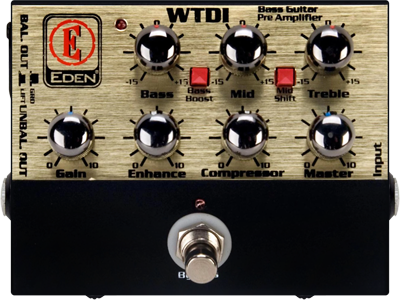 WTDI
Bass Guitar
Pre Amplifier
E
EDEN
BAL OUT
GND
LIFT
UNBAL OUT
-15 +15
-15 +15
-15 +15
Bass
Bass
Boost
Mid
Mid
Shift
Treble
0 10
0 10
0 10
0 10
Gain
Enhance
Compressor
Master
Input